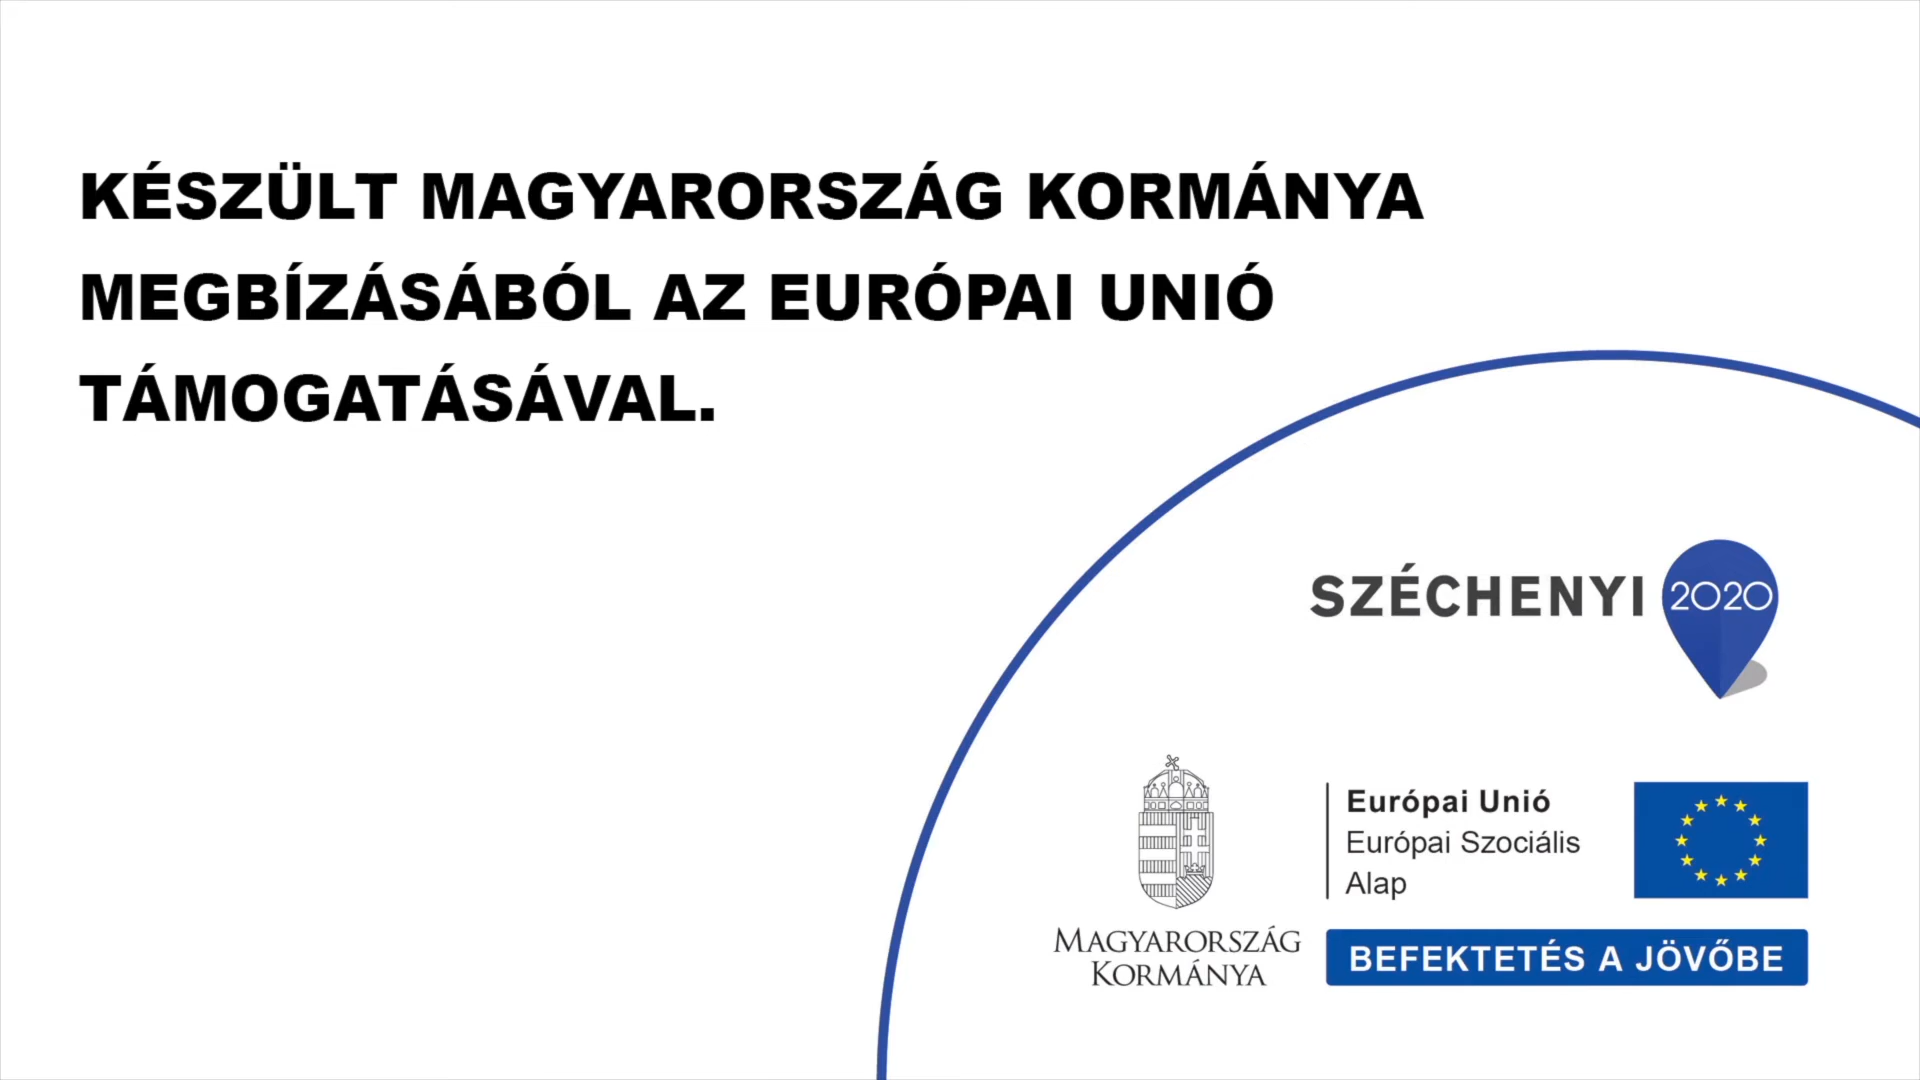 KÉSZÜLT MAGYARORSZÁG KORMÁNYA
MEGBÍZÁSÁBÓL AZ EURÓPAI UNIÓ
TÁMOGATÁSÁVAL.
SZÉCHENYI 2020
MAGYARORSZÁG
KORMÁNYA
Európai Unió
Európai Szociális
Alap
BEFEKTETÉS A JÖVŐBE